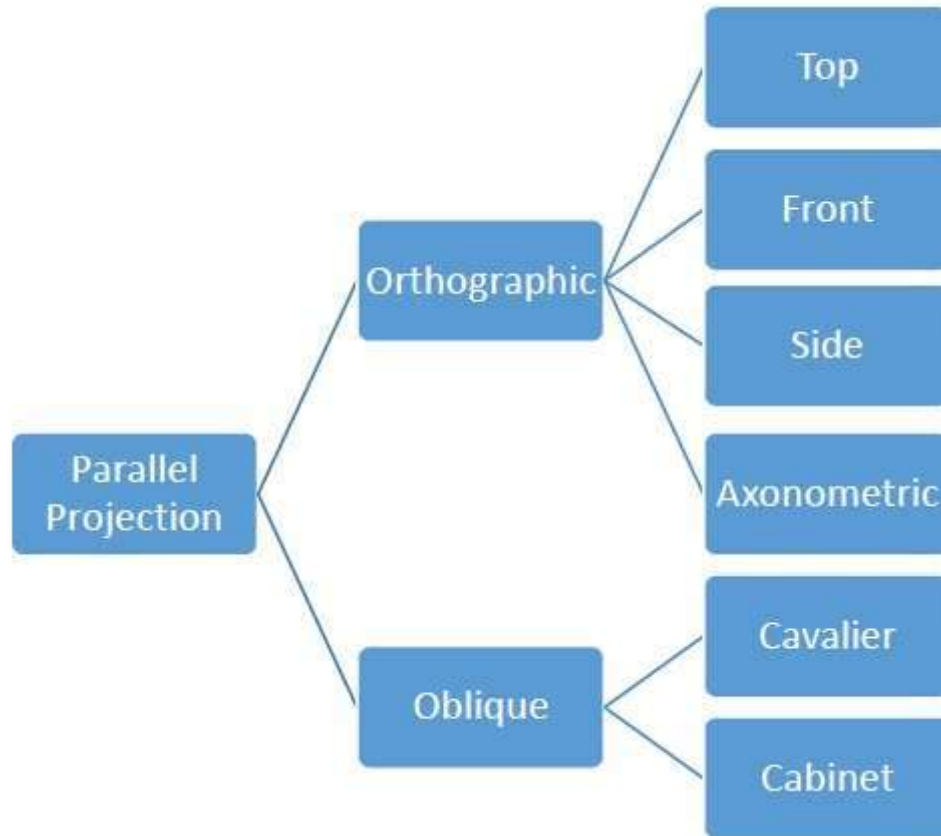 Top
Front
Orthographic
Side
Parallel
Projection
Axonometric
Cavalier
Oblique
Cabinet